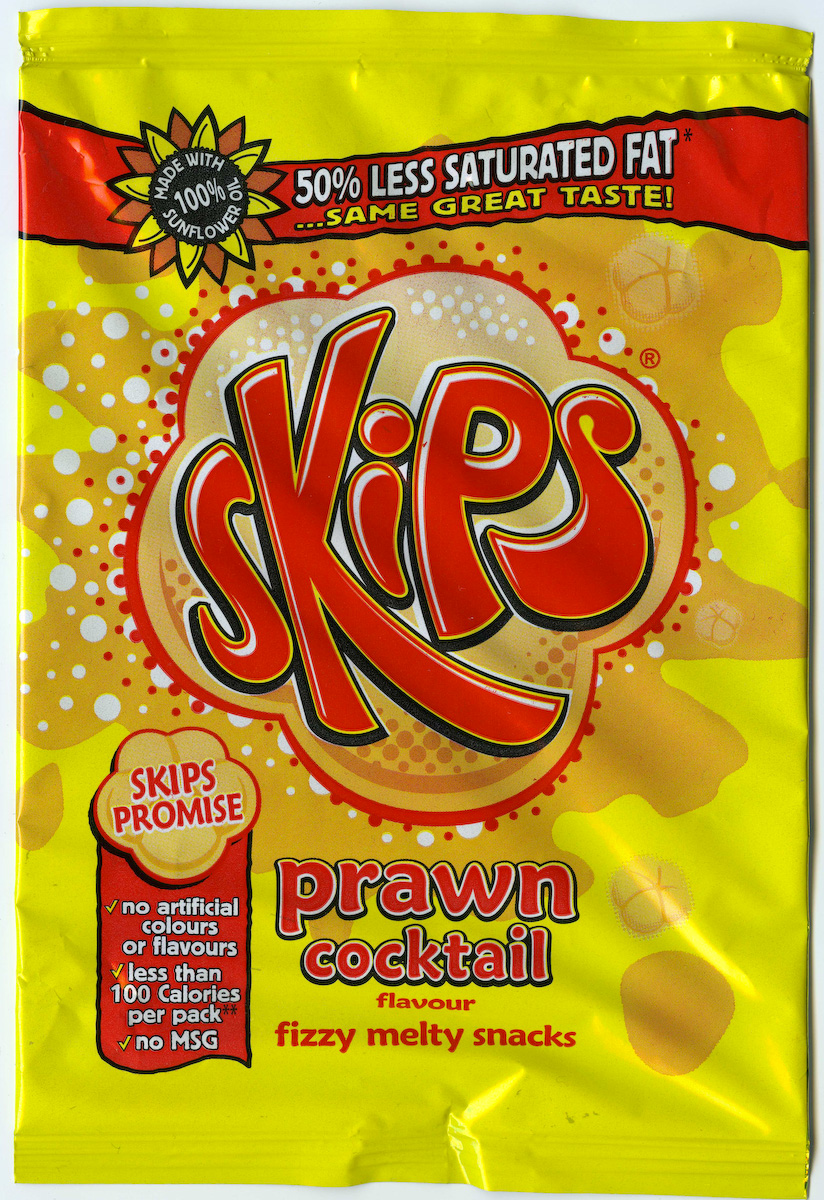 MADE WITH
100%
SUNFLOWER OIL
50% LESS SATURATED FAT*
...SAME GREAT TASTE!
SKiPS®
SKIPS
PROMISE
✓ no artificial
colours
or flavours
✓ less than
100 Calories
per pack**
✓ no MSG
prawn
cocktail
flavour
fizzy melty snacks